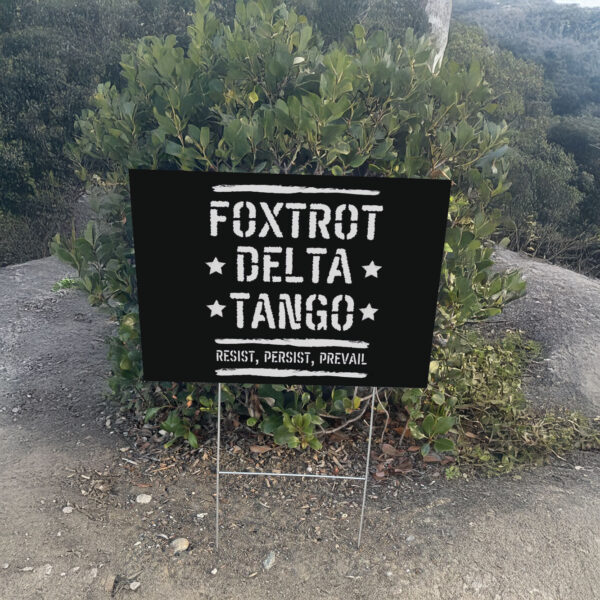 FOXTROT
DELTA
TANGO
RESIST, PERSIST, PREVAIL